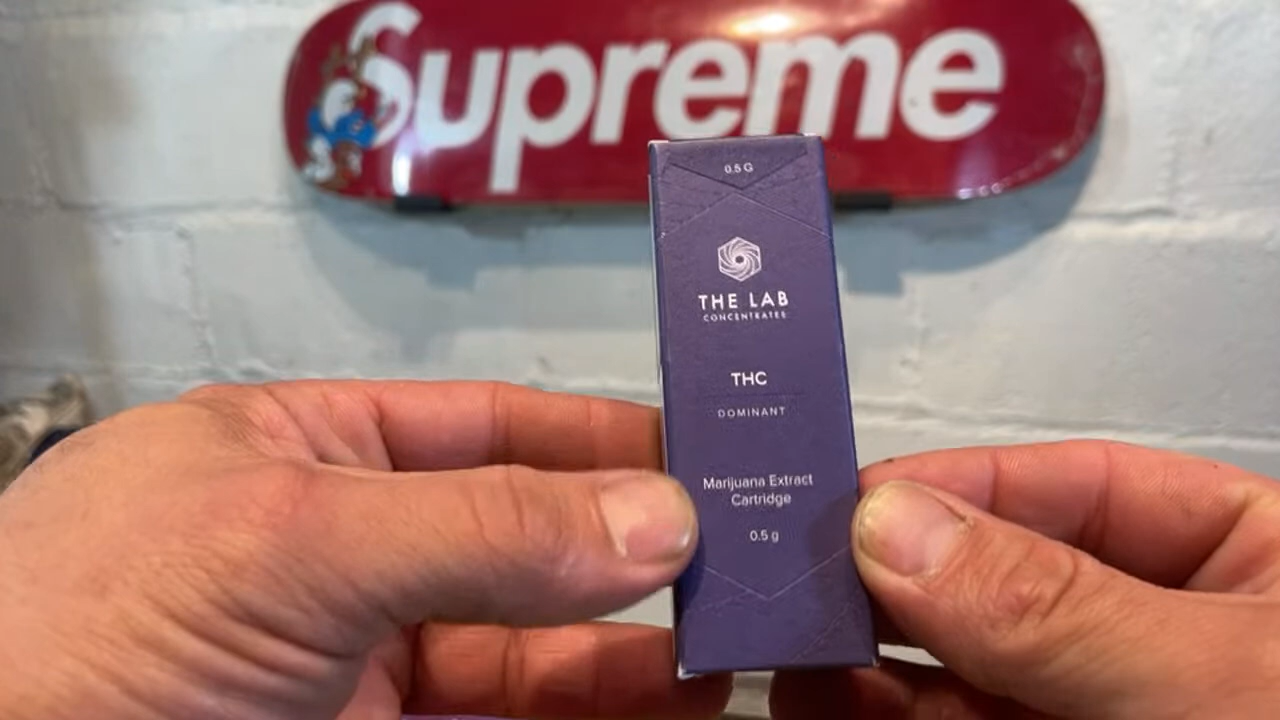 Supreme
0.5 G
THE LAB
CONCENTRATES
THC
DOMINANT
Marijuana Extract
Cartridge
0.5 g